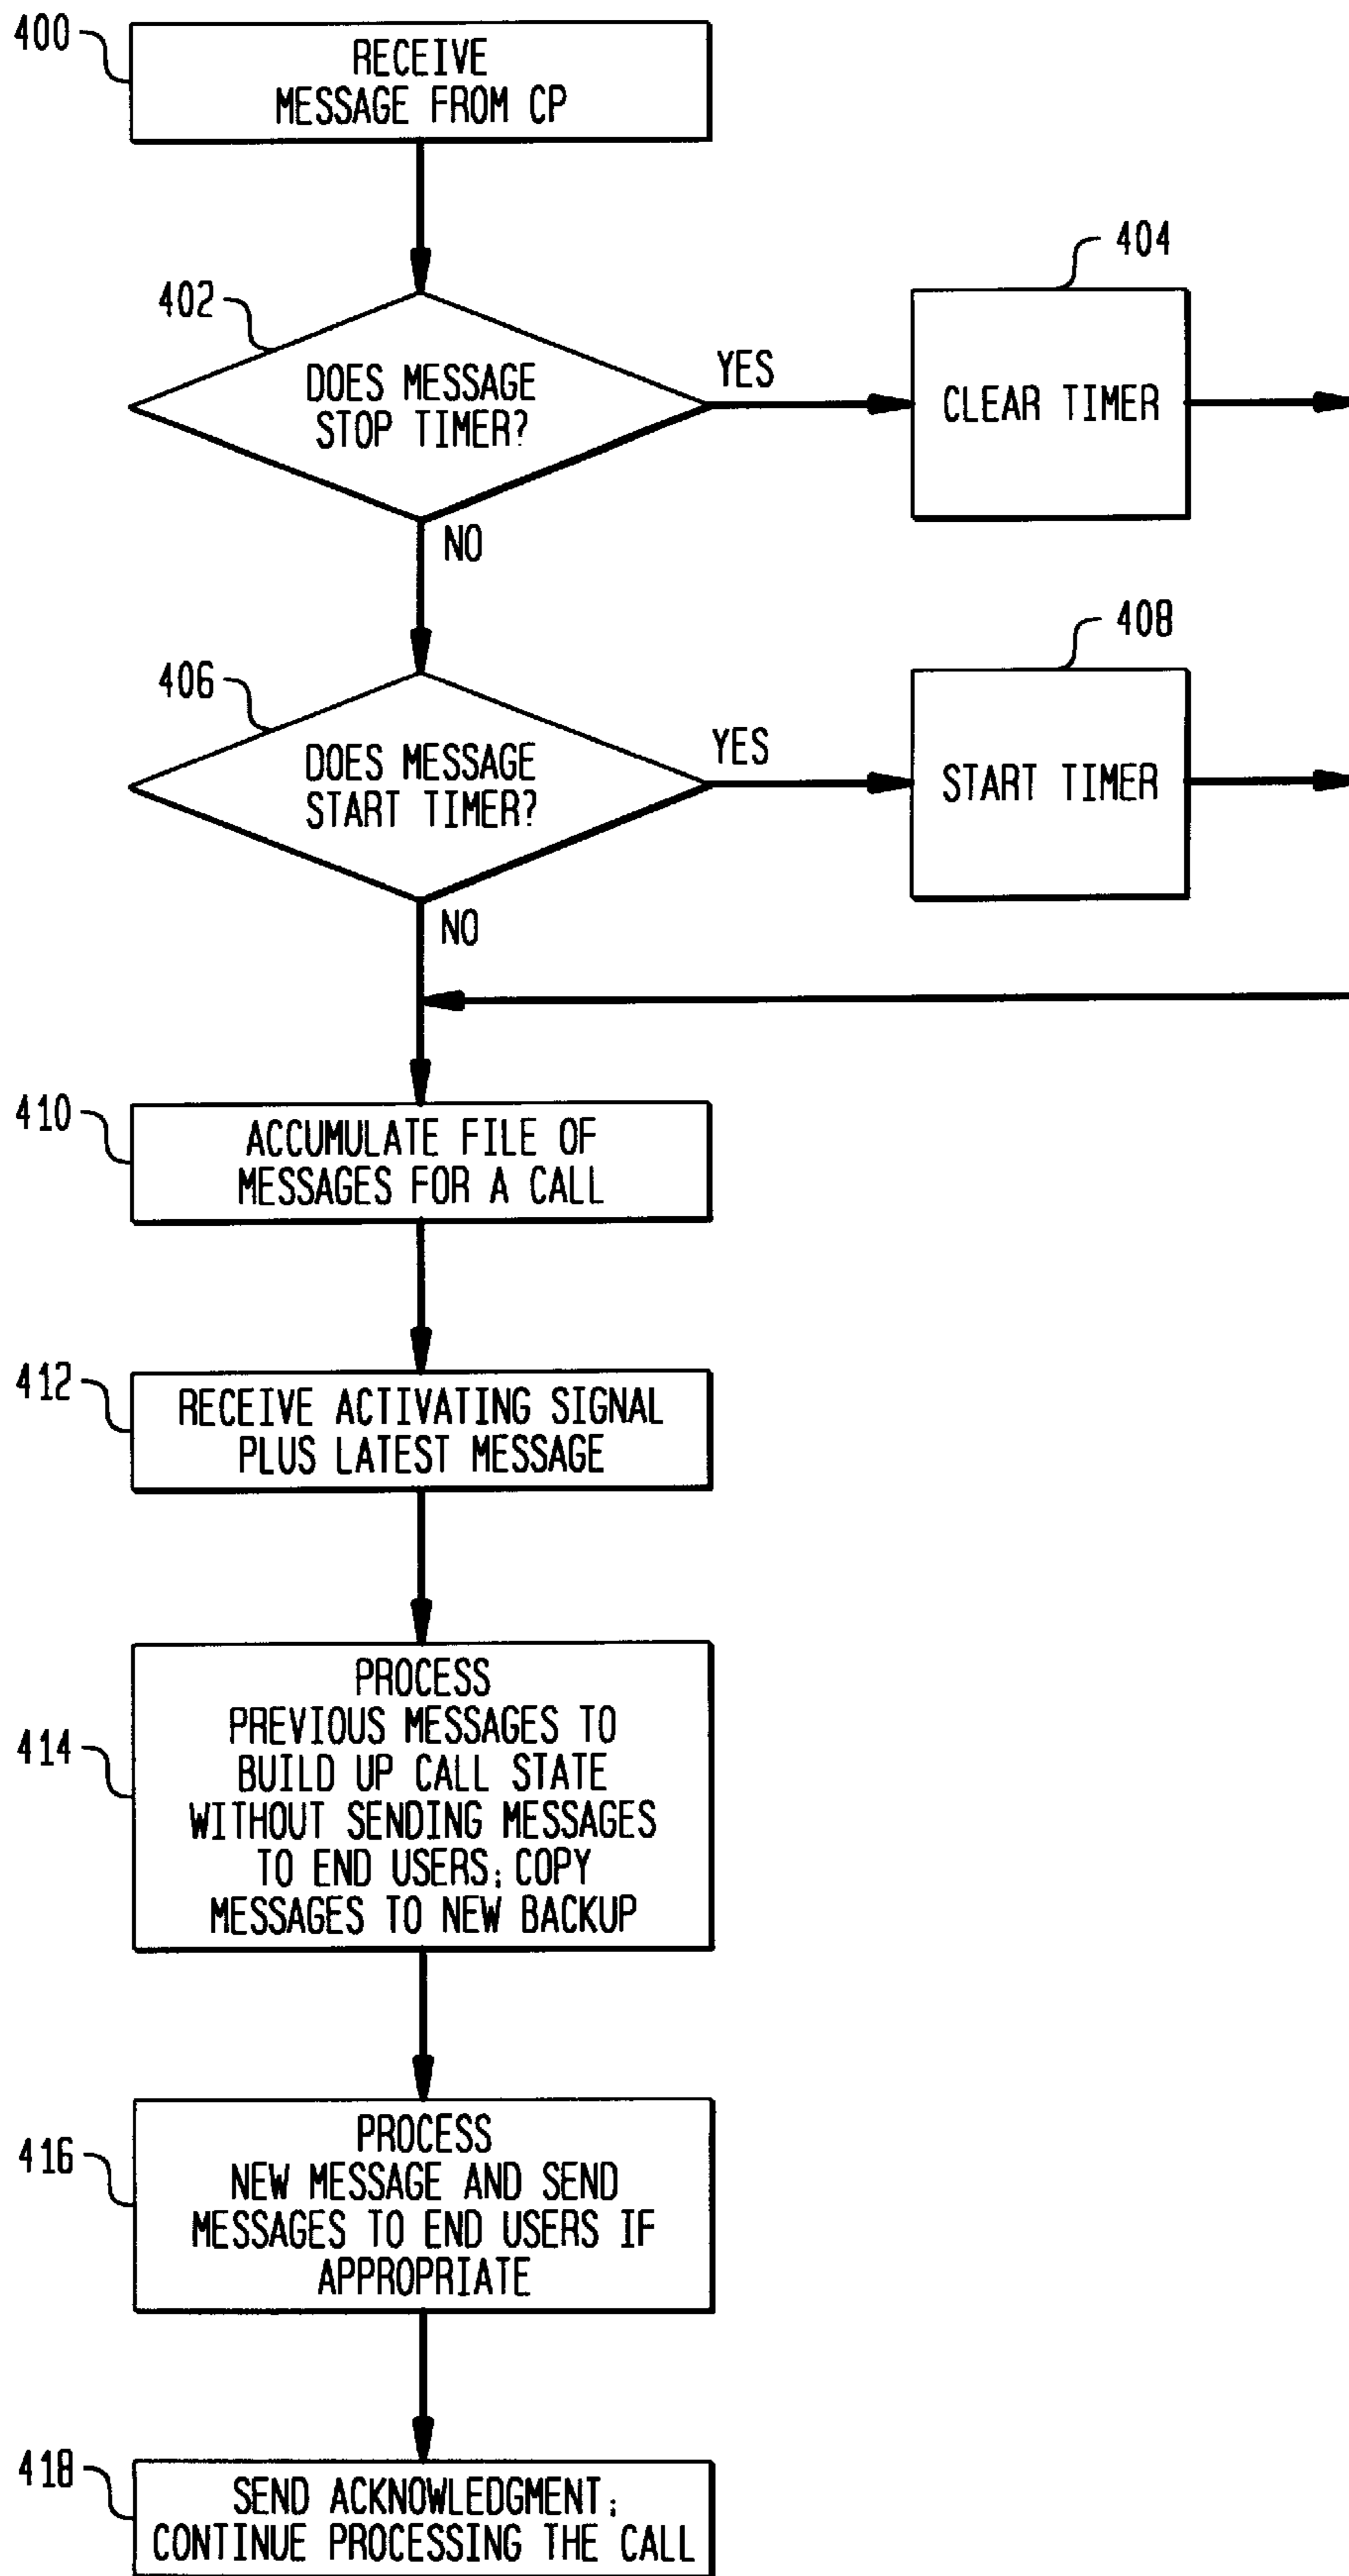 400
RECEIVE
MESSAGE FROM CP
402
DOES MESSAGE
STOP TIMER?
YES
404
CLEAR TIMER
NO
406
DOES MESSAGE
START TIMER?
YES
408
START TIMER
NO
410
ACCUMULATE FILE OF
MESSAGES FOR A CALL
412
RECEIVE ACTIVATING SIGNAL
PLUS LATEST MESSAGE
414
PROCESS
PREVIOUS MESSAGES TO
BUILD UP CALL STATE
WITHOUT SENDING MESSAGES
TO END USERS; COPY
MESSAGES TO NEW BACKUP
416
PROCESS
NEW MESSAGE AND SEND
MESSAGES TO END USERS IF
APPROPRIATE
418
SEND ACKNOWLEDGMENT;
CONTINUE PROCESSING THE CALL